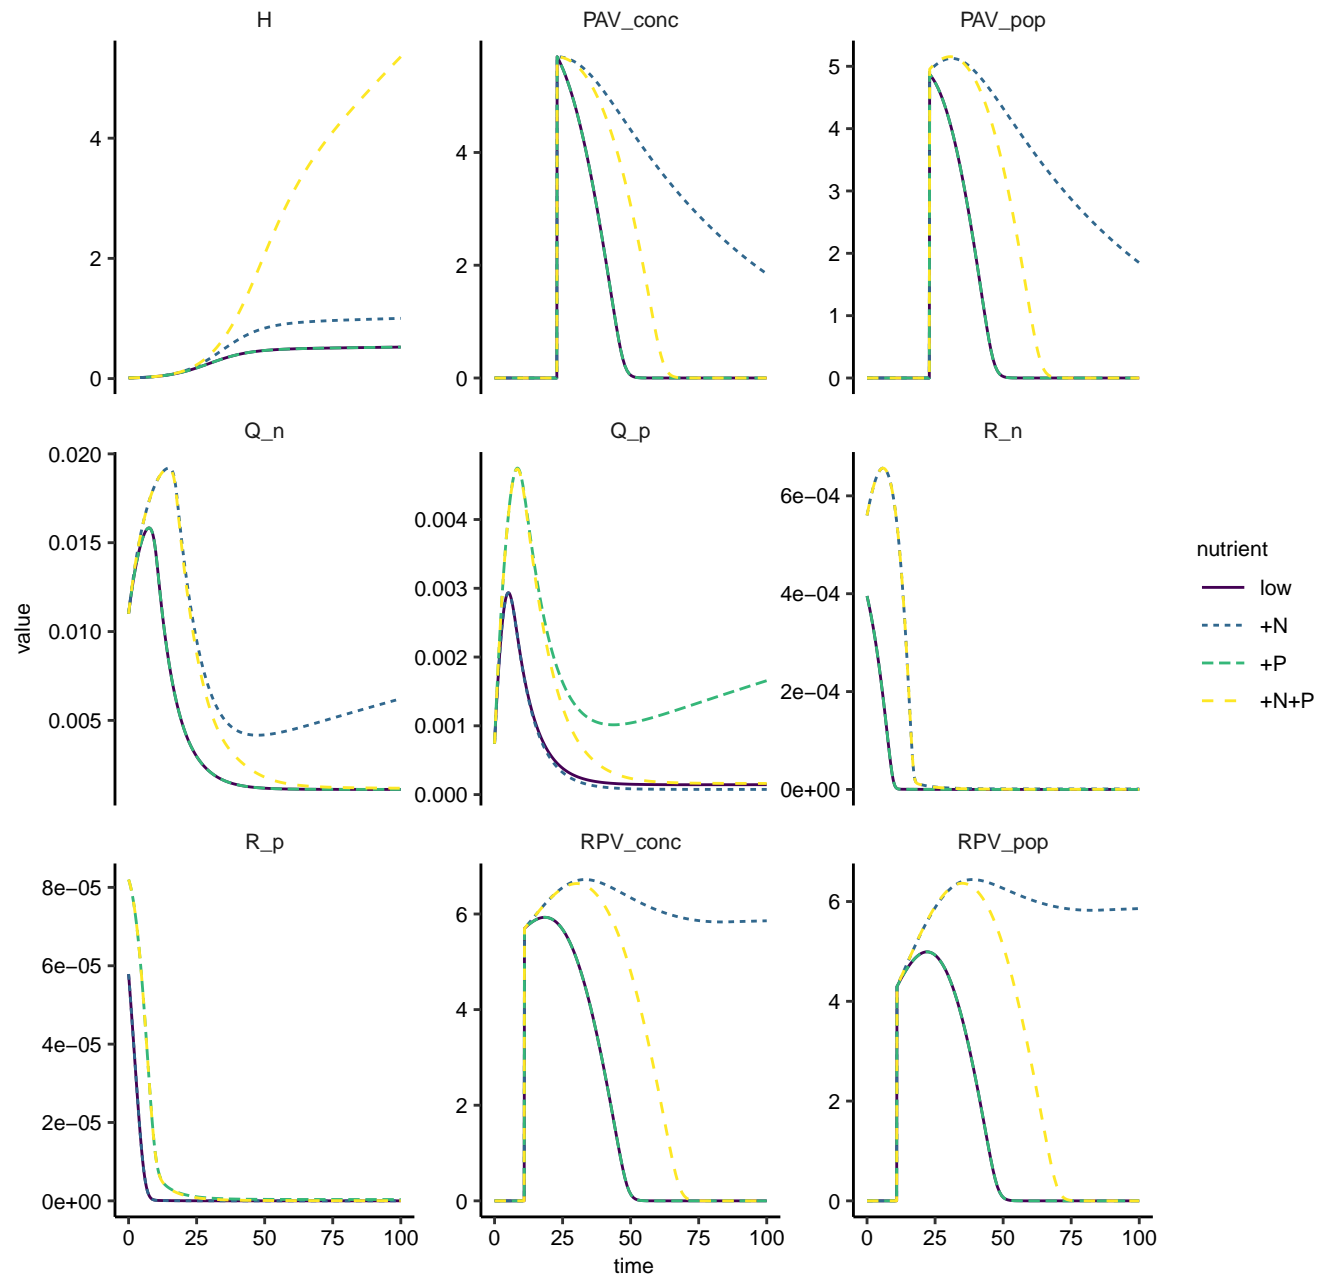 H
PAV_conc
PAV_pop
4
2
0
4
2
0
5
4
3
2
1
0
Q_n
Q_p
R_n
0.020
0.015
0.010
0.005
0.004
0.003
0.002
0.001
0.000
6e−04
4e−04
2e−04
0e+00
R_p
RPV_conc
RPV_pop
8e−05
6e−05
4e−05
2e−05
0e+00
6
4
2
0
6
4
2
0
0 25 50 75 100
0 25 50 75 100
0 25 50 75 100
time
value
nutrient
low
+N
+P
+N+P